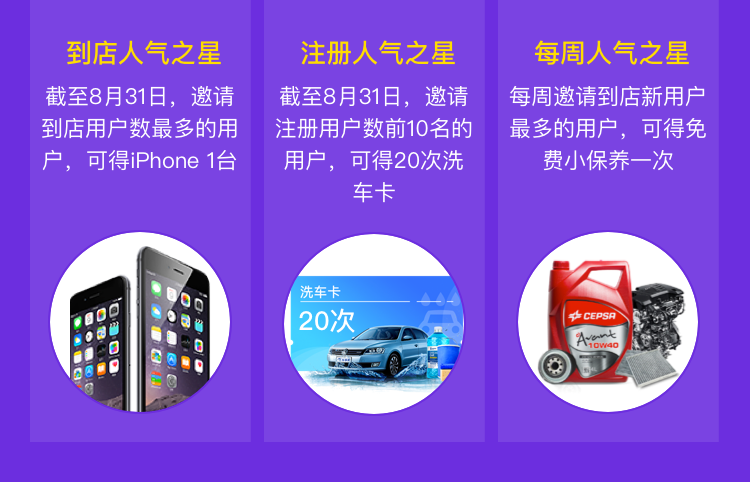 到店人气之星
截至8月31日，邀请
到店用户数最多的用
户，可得iPhone 1台
注册人气之星
截至8月31日，邀请
注册用户数前10名的
用户，可得20次洗
车卡
洗车卡
20次
每周人气之星
每周邀请到店新用户
最多的用户，可得免
费小保养一次
CEPSA
Avant
10W40